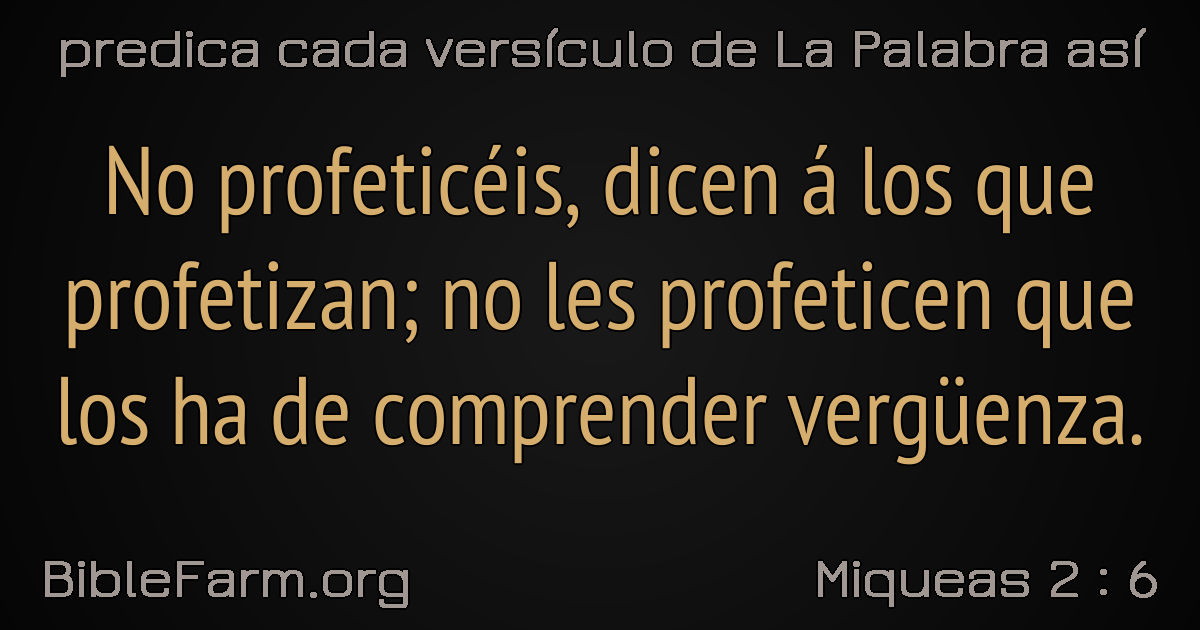 predica cada versículo de La Palabra así
No profeticéis, dicen á los que
profetizan; no les profeticen que
los ha de comprender vergüenza.
BibleFarm.org
Miqueas 2 : 6